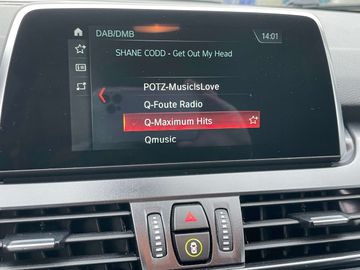 DAB/DMB
14:01
SHANE CODD - Get Out My Head
POTZ-MusicIsLove
Q-Foute Radio
Q-Maximum Hits
Qmusic